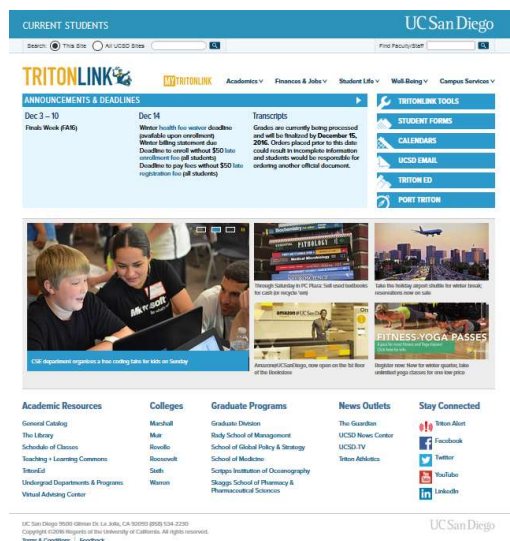 CURRENT STUDENTS
UC San Diego
Search: This Site All UCSD Sites
Find Faculty/Staff
TRITONLINK
MYTRITONLINK
Academics Finances & Jobs Student Life Well-Being Campus Services
ANNOUNCEMENTS & DEADLINES
Dec 3 – 10
Finals Week (FA16)
Dec 14
Winter health fee waiver deadline
(available upon enrollment)
Winter billing statement due
Deadline to enroll without $50 late
enrollment fee (all students)
Deadline to pay fees without $50 late
registration fee (all students)
Transcripts
Grades are currently being processed
and will be finalized by December 15,
2016. Orders placed prior to this date
could result in incomplete information
and students would be responsible for
ordering another official document.
TRITONLINK TOOLS
STUDENT FORMS
CALENDARS
UCSD EMAIL
TRITON ED
PORT TRITON
Microsoft
CSE department organizes a free coding labs for kids on Sunday
PATHOLOGY
Medical Microbiology
NEUROSCIENCE
Through Saturday in PC Plaza: Sell used textbooks
for cash (or recycle 'em)
Take the holiday airport shuttle for winter break;
reservations now on sale
amazon@UC San Diego
Amazon@UCSanDiego, now open on the 1st floor
of the Bookstore
FITNESS-YOGA PASSES
Register now: New for winter quarter, take
unlimited yoga classes for one low price
Academic Resources
General Catalog
The Library
Schedule of Classes
Teaching + Learning Commons
TritonEd
Undergrad Departments & Programs
Virtual Advising Center
Colleges
Marshall
Muir
Revelle
Roosevelt
Sixth
Warren
Graduate Programs
Graduate Division
Rady School of Management
School of Global Policy & Strategy
School of Medicine
Scripps Institution of Oceanography
Skaggs School of Pharmacy &
Pharmaceutical Sciences
News Outlets
The Guardian
UCSD News Center
UCSD-TV
Triton Athletics
Stay Connected
Triton Alert
Facebook
Twitter
YouTube
LinkedIn
UC San Diego 9500 Gilman Dr. La Jolla, CA 92093 (858) 534-2230
Copyright ©2016 Regents of the University of California. All rights reserved.
Terms & Conditions | Feedback
UC San Diego